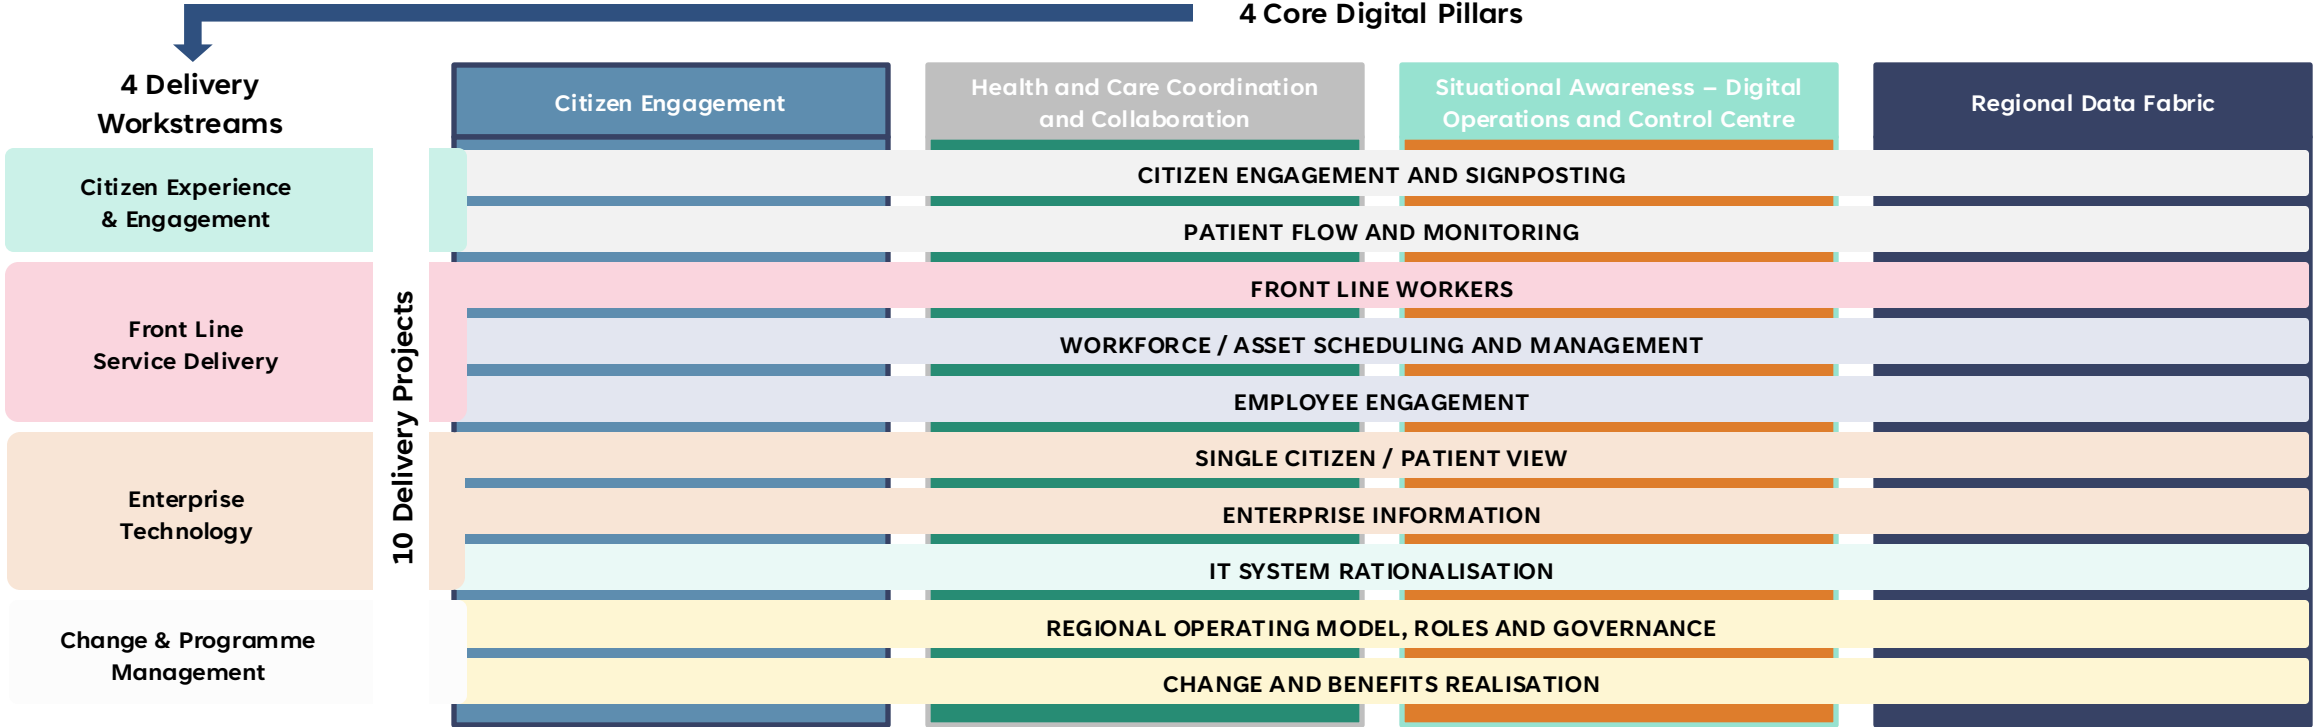 4 Core Digital Pillars
4 Delivery
Workstreams
Citizen Engagement
Health and Care Coordination
and Collaboration
Situational Awareness – Digital
Operations and Control Centre
Regional Data Fabric
Citizen Experience
& Engagement
Front Line
Service Delivery
Enterprise
Technology
Change & Programme
Management
10 Delivery Projects
CITIZEN ENGAGEMENT AND SIGNPOSTING
PATIENT FLOW AND MONITORING
FRONT LINE WORKERS
WORKFORCE / ASSET SCHEDULING AND MANAGEMENT
EMPLOYEE ENGAGEMENT
SINGLE CITIZEN / PATIENT VIEW
ENTERPRISE INFORMATION
IT SYSTEM RATIONALISATION
REGIONAL OPERATING MODEL, ROLES AND GOVERNANCE
CHANGE AND BENEFITS REALISATION